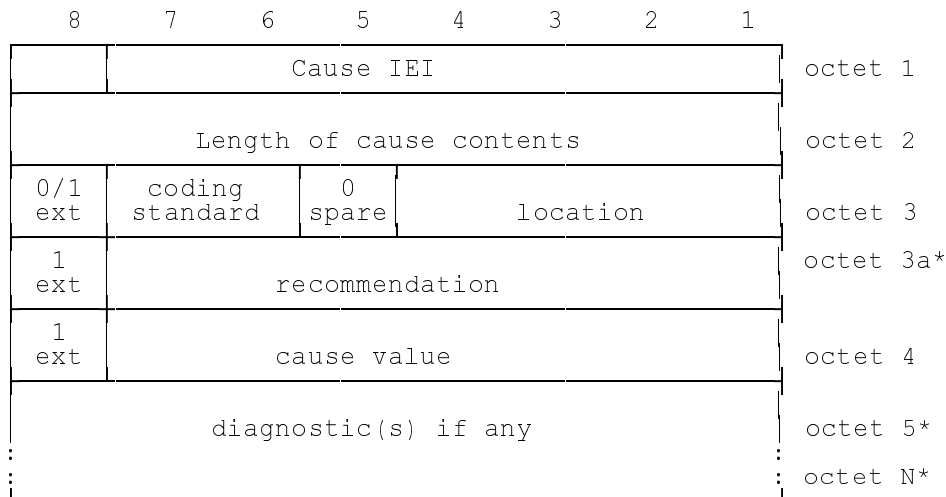 8 7 6 5 4 3 2 1
Cause IEI octet 1
Length of cause contents octet 2
0/1 coding 0
ext standard spare location octet 3
1 octet 3a*
ext recommendation
1
ext cause value octet 4
diagnostic(s) if any octet 5*
:
: : octet N*